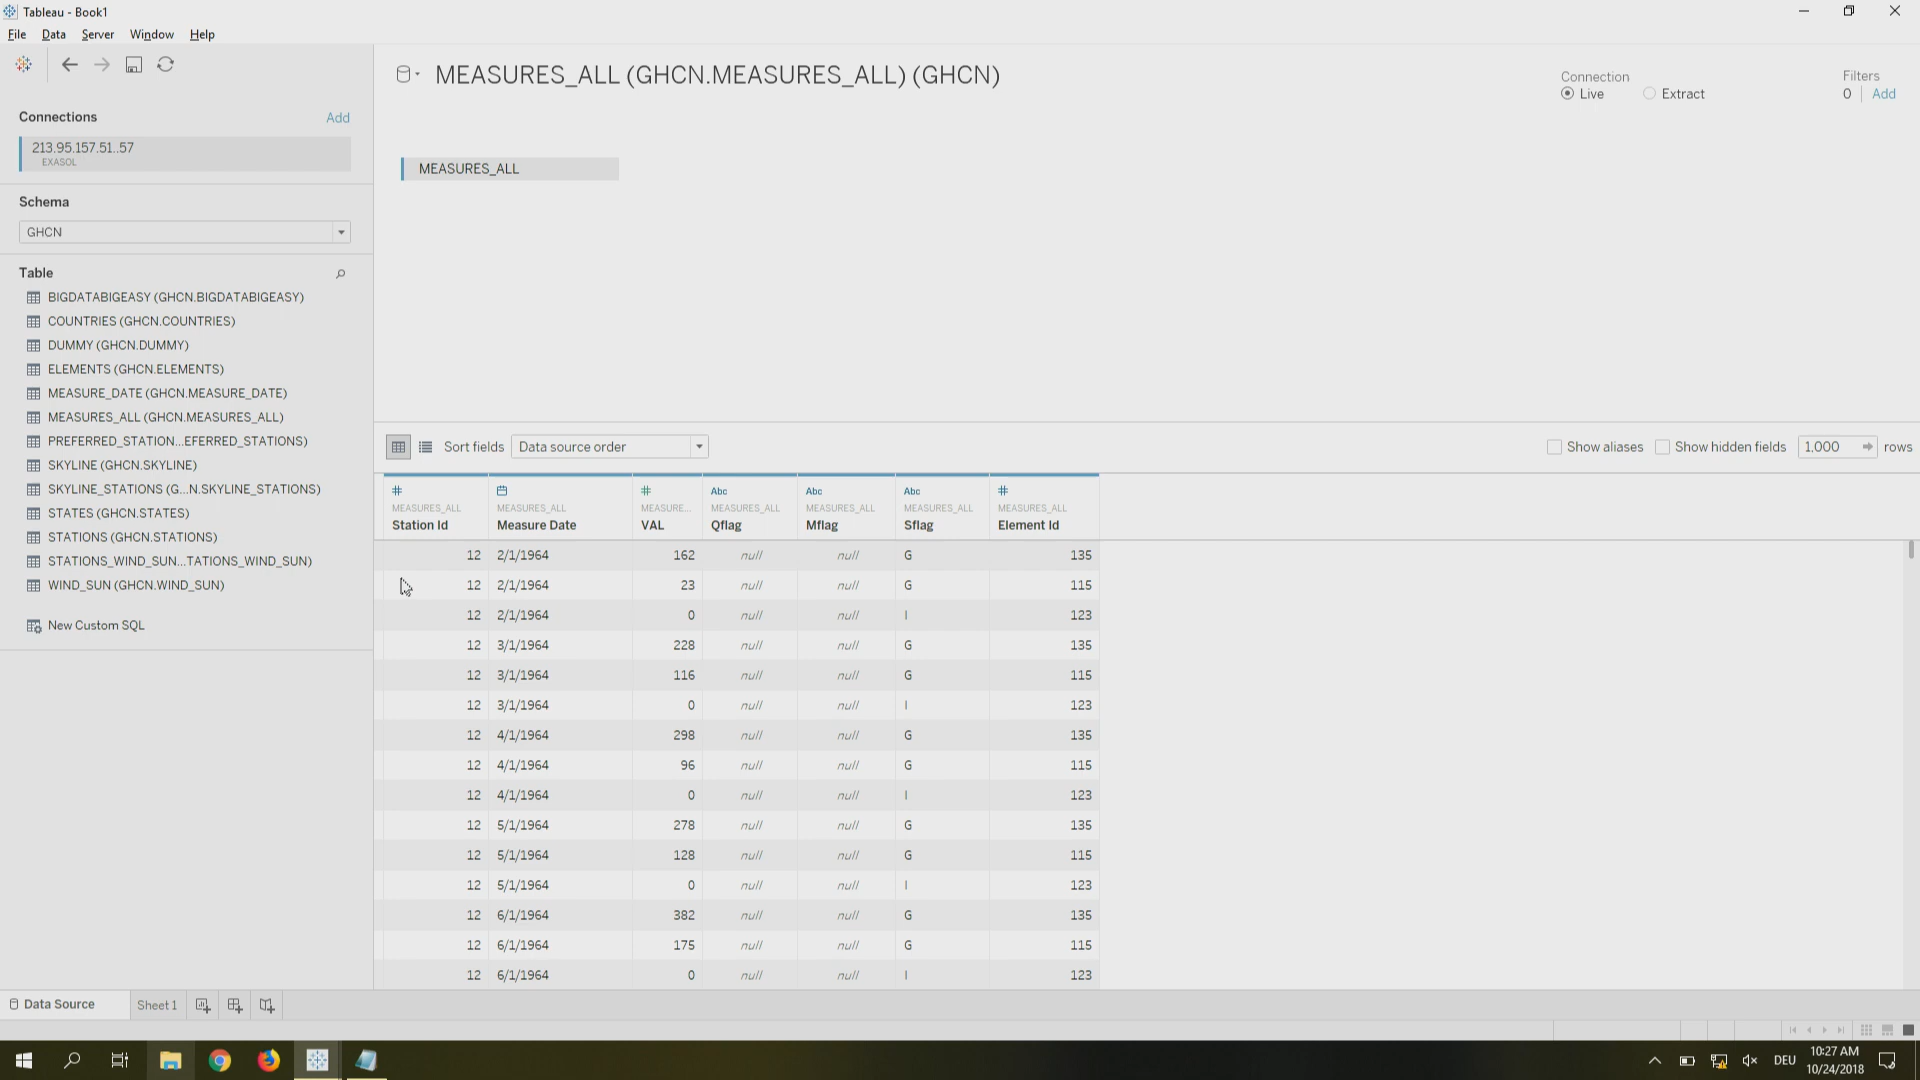 Tableau - Book1
File Data Server Window Help
Connections Add
213.95.157.51..57
EXASOL
Schema
GHCN
Table
BIGDATABIGEASY (GHCN.BIGDATABIGEASY)
COUNTRIES (GHCN.COUNTRIES)
DUMMY (GHCN.DUMMY)
ELEMENTS (GHCN.ELEMENTS)
MEASURE_DATE (GHCN.MEASURE_DATE)
MEASURES_ALL (GHCN.MEASURES_ALL)
PREFERRED_STATION...EFERRED_STATIONS)
SKYLINE (GHCN.SKYLINE)
SKYLINE_STATIONS (G...N.SKYLINE_STATIONS)
STATES (GHCN.STATES)
STATIONS (GHCN.STATIONS)
STATIONS_WIND_SUN...TATIONS_WIND_SUN)
WIND_SUN (GHCN.WIND_SUN)
New Custom SQL
MEASURES_ALL (GHCN.MEASURES_ALL) (GHCN)
Connection
Live Extract
Filters
0 Add
MEASURES_ALL
Sort fields Data source order Show aliases Show hidden fields 1,000 rows
# # Abc Abc Abc #
MEASURES_ALL MEASURES_ALL MEASURE... MEASURES_ALL MEASURES_ALL MEASURES_ALL MEASURES_ALL
Station Id Measure Date VAL Qflag Mflag Sflag Element Id
12 2/1/1964 162 null null G 135
12 2/1/1964 23 null null G 115
12 2/1/1964 0 null null I 123
12 3/1/1964 228 null null G 135
12 3/1/1964 116 null null G 115
12 3/1/1964 0 null null I 123
12 4/1/1964 298 null null G 135
12 4/1/1964 96 null null G 115
12 4/1/1964 0 null null I 123
12 5/1/1964 278 null null G 135
12 5/1/1964 128 null null G 115
12 5/1/1964 0 null null I 123
12 6/1/1964 382 null null G 135
12 6/1/1964 175 null null G 115
12 6/1/1964 0 null null I 123
Data Source Sheet 1
DEU
10:27 AM
10/24/2018